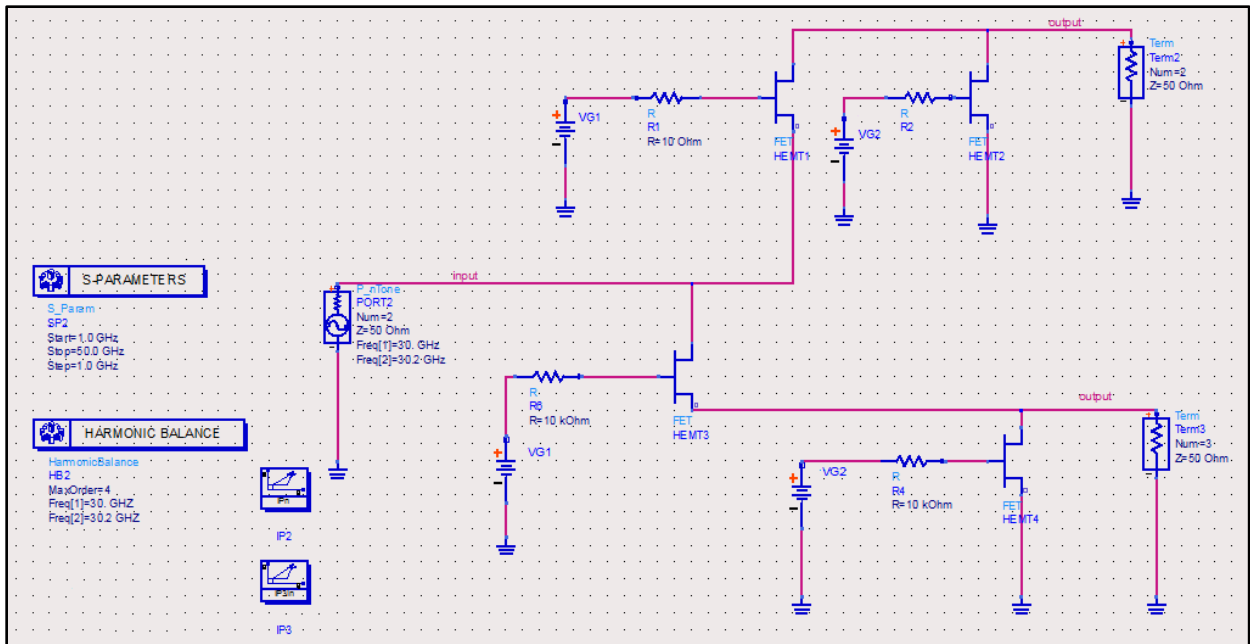 output
Term
Term2
Num=2
Z=50 Ohm
VG1
R
R1
R=10 Ohm
FET
HEMT1
VG2
R
R2
FET
HEMT2
S-PARAMETERS
S_Param
SP2
Start=1.0 GHz
Stop=50.0 GHz
Step=1.0 GHz
input
P_nTone
PORT2
Num=2
Z=50 Ohm
Freq[1]=30. GHz
Freq[2]=30.2 GHz
R
R6
R=10 kOhm
VG1
FET
HEMT3
output
Term
Term3
Num=3
Z=50 Ohm
VG2
R
R4
R=10 kOhm
FET
HEMT4
HARMONIC BALANCE
HarmonicBalance
HB2
MaxOrder=4
Freq[1]=30. GHZ
Freq[2]=30.2 GHZ
IPn
IP2
IP3in
IP3